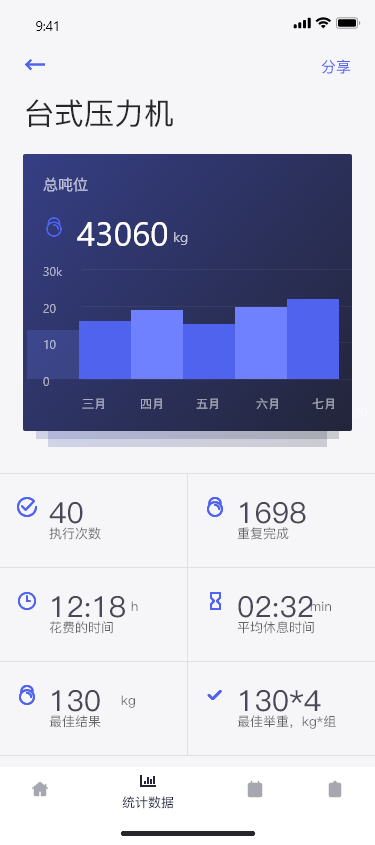 9:41
分享
台式压力机
总吨位
43060 kg
30k
20
10
0
三月 四月 五月 六月 七月
40
执行次数
1698
重复完成
12:18 h
花费的时间
02:32 min
平均休息时间
130 kg
最佳结果
130*4
最佳举重，kg*组
统计数据